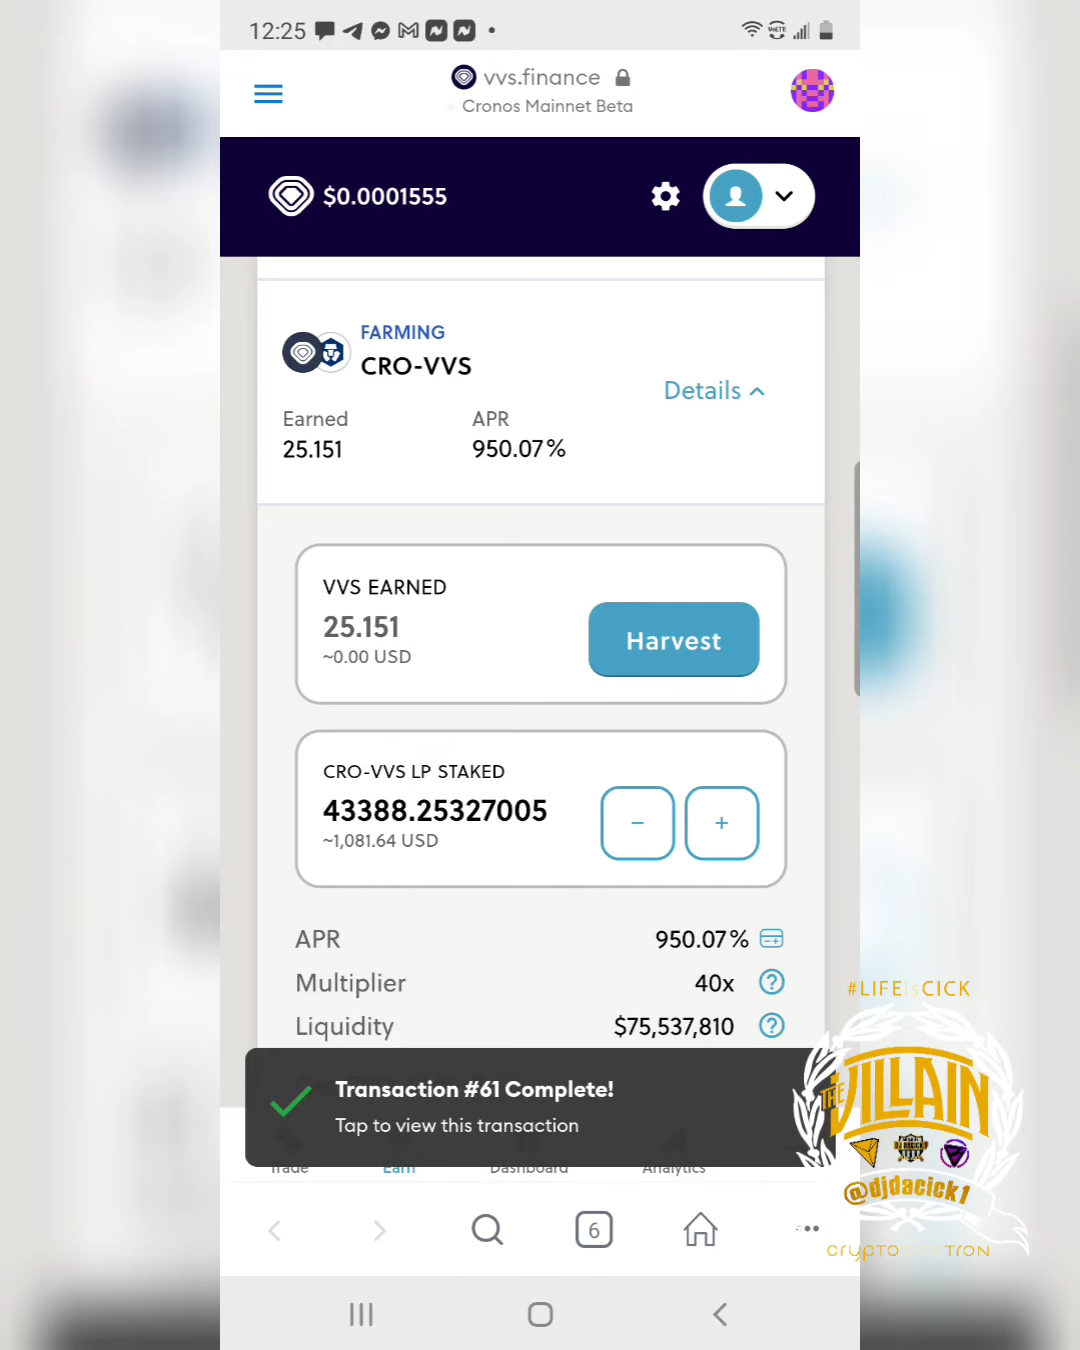 12:25
vvs.finance
Cronos Mainnet Beta
$0.0001555
FARMING
CRO-VVS
Details
Earned
APR
25.151
950.07%
VVS EARNED
25.151
~0.00 USD
Harvest
CRO-VVS LP STAKED
43388.25327005
~1,081.64 USD
−
+
APR
950.07%
Multiplier
40x
?
Liquidity
$75,537,810
?
#LIFEisCICK
Transaction #61 Complete!
Tap to view this transaction
THE VILLAIN
@djdacick1
Trade
Earn
Dashboard
Analytics
6
crypto
Tron